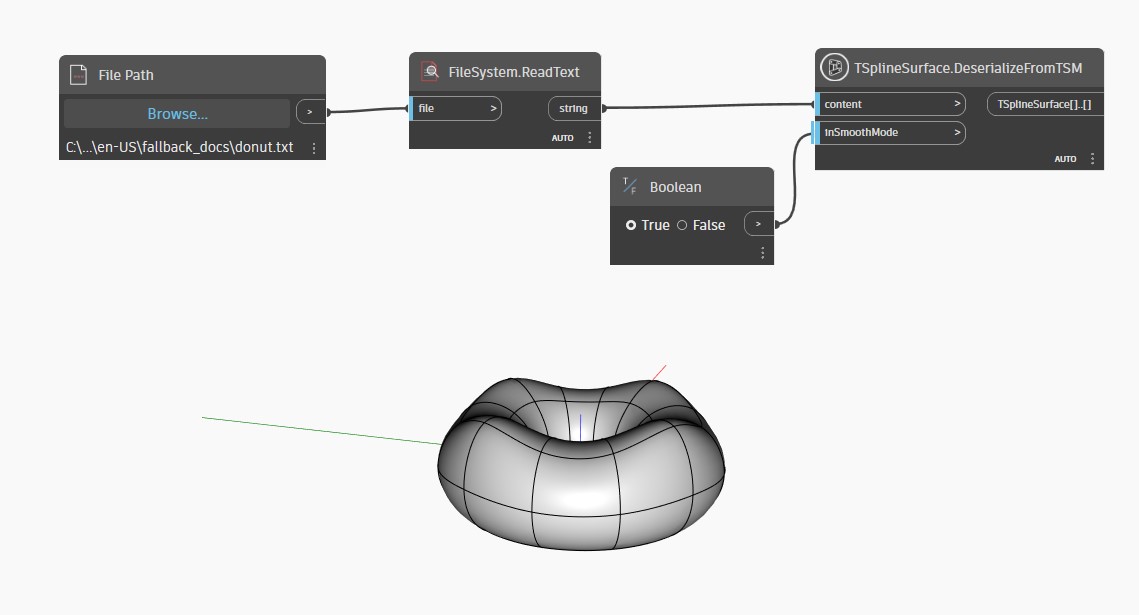 File Path
Browse...
>
C:\...\en-US\fallback_docs\donut.txt
FileSystem.ReadText
file >
string
AUTO
Boolean
T/F
True False >
TSplineSurface.DeserializeFromTSM
content >
TSplineSurface[]..[]
inSmoothMode >
AUTO